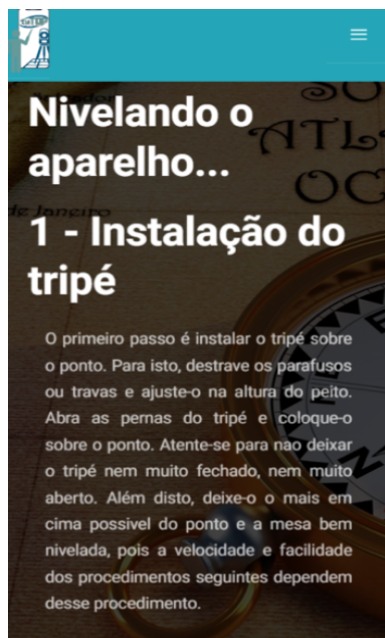 Nivelando o
aparelho...
1 - Instalação do
tripé
O primeiro passo é instalar o tripé sobre
o ponto. Para isto, destrave os parafusos
ou travas e ajuste-o na altura do peito.
Abra as pernas do tripé e coloque-o
sobre o ponto. Atente-se para nao deixar
o tripé nem muito fechado, nem muito
aberto. Além disto, deixe-o o mais em
cima possivel do ponto e a mesa bem
nivelada, pois a velocidade e facilidade
dos procedimentos seguintes dependem
desse procedimento.